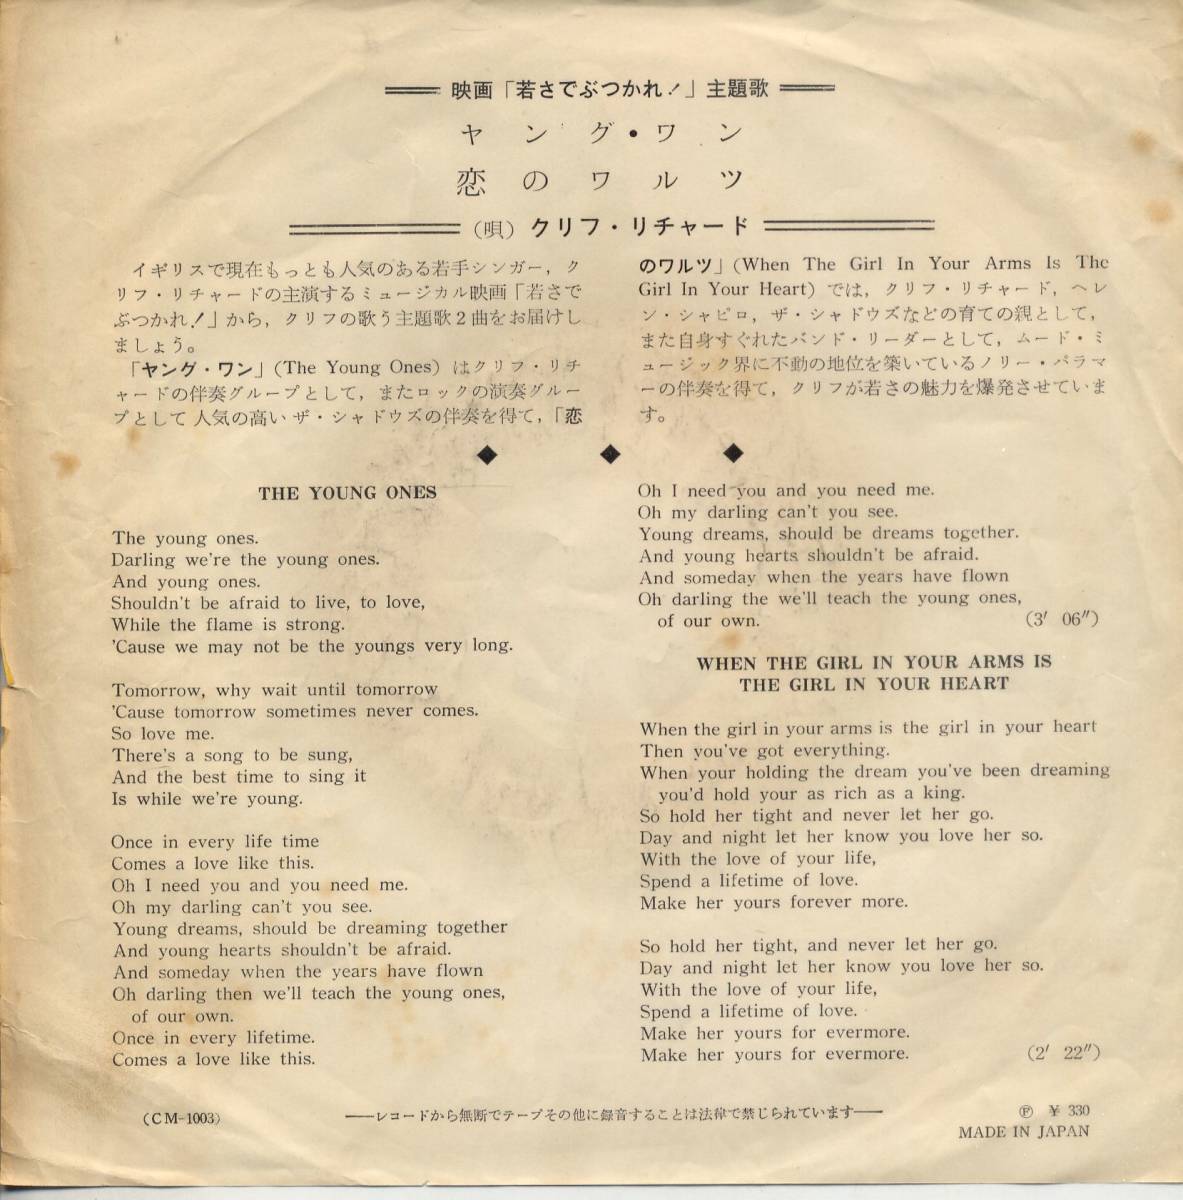 映画「若さでぶつかれ！」主題歌
ヤング・ワン
恋のワルツ
(唄) クリフ・リチャード
イギリスで現在もっとも人気のある若手シンガー，ク
リフ・リチャードの主演するミュージカル映画「若さで
ぶつかれ！」から，クリフの歌う主題歌２曲をお届けし
ましょう。
「ヤング・ワン」(The Young Ones) はクリフ・リチ
ャードの伴奏グループとして，またロックの演奏グルー
プとして人気の高いザ・シャドウズの伴奏を得て，「恋
のワルツ」(When The Girl In Your Arms Is The
Girl In Your Heart) では，クリフ・リチャード，ヘレ
ン・シャピロ，ザ・シャドウズなどの育ての親として，
また自身すぐれたバンド・リーダーとして，ムード・ミ
ュージック界に不動の地位を築いているノリー・パラマ
ーの伴奏を得て，クリフが若さの魅力を爆発させていま
す。
THE YOUNG ONES
The young ones.
Darling we're the young ones.
And young ones.
Shouldn't be afraid to live, to love,
While the flame is strong.
'Cause we may not be the youngs very long.
Tomorrow, why wait until tomorrow
'Cause tomorrow sometimes never comes.
So love me.
There's a song to be sung,
And the best time to sing it
Is while we're young.
Once in every life time
Comes a love like this.
Oh I need you and you need me.
Oh my darling can't you see.
Young dreams, should be dreaming together
And young hearts shouldn't be afraid.
And someday when the years have flown
Oh darling then we'll teach the young ones,
of our own.
Once in every lifetime.
Comes a love like this.
Oh I need you and you need me.
Oh my darling can't you see.
Young dreams, should be dreams together.
And young hearts shouldn't be afraid.
And someday when the years have flown
Oh darling the we'll teach the young ones,
of our own. (3′ 06″)
WHEN THE GIRL IN YOUR ARMS IS
THE GIRL IN YOUR HEART
When the girl in your arms is the girl in your heart
Then you've got everything.
When your holding the dream you've been dreaming
you'd hold your as rich as a king.
So hold her tight and never let her go.
Day and night let her know you love her so.
With the love of your life,
Spend a lifetime of love.
Make her yours forever more.
So hold her tight, and never let her go.
Day and night let her know you love her so.
With the love of your life,
Spend a lifetime of love.
Make her yours for evermore.
Make her yours for evermore. (2′ 22″)
(CM-1003)
レコードから無断でテープその他に録音することは法律で禁じられています
Ⓟ ￥ 330
MADE IN JAPAN